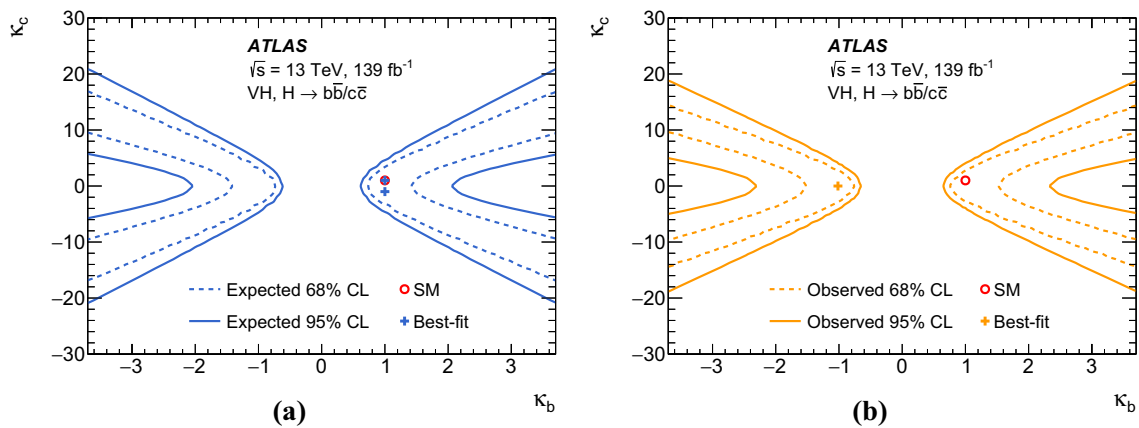 κc
30
20
10
0
−10
−20
−30
ATLAS
√s = 13 TeV, 139 fb⁻¹
VH, H → bb̅/cc̅
Expected 68% CL
SM
Expected 95% CL
Best-fit
−3 −2 −1 0 1 2 3
κb
(a)
κc
30
20
10
0
−10
−20
−30
ATLAS
√s = 13 TeV, 139 fb⁻¹
VH, H → bb̅/cc̅
Observed 68% CL
SM
Observed 95% CL
Best-fit
−3 −2 −1 0 1 2 3
κb
(b)